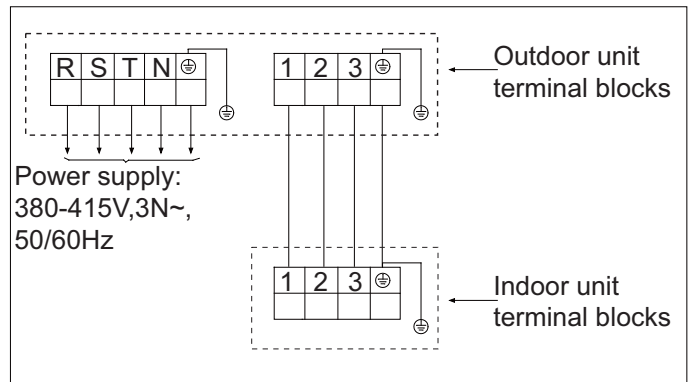 R S T N ⏚ 1 2 3 ⏚
Outdoor unit
terminal blocks
Power supply:
380-415V,3N~,
50/60Hz
1 2 3 ⏚
Indoor unit
terminal blocks